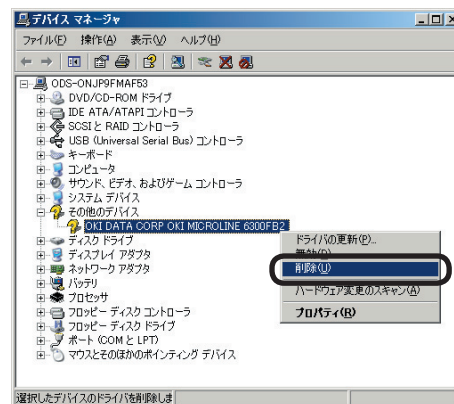 デバイス マネージャ
ファイル(F) 操作(A) 表示(V) ヘルプ(H)
ODS-ONJP9FMAF53
DVD/CD-ROM ドライブ
IDE ATA/ATAPI コントローラ
SCSI と RAID コントローラ
USB (Universal Serial Bus) コントローラ
キーボード
コンピュータ
サウンド、ビデオ、およびゲーム コントローラ
システム デバイス
その他のデバイス
OKI DATA CORP OKI MICROLINE 6300FB2
ディスク ドライブ
ディスプレイ アダプタ
ネットワーク アダプタ
バッテリ
プロセッサ
フロッピー ディスク コントローラ
フロッピー ディスク ドライブ
ポート (COM と LPT)
マウスとそのほかのポインティング デバイス
ドライバの更新(P)...
無効(D)
削除(U)
ハードウェア変更のスキャン(A)
プロパティ(R)
選択したデバイスのドライバを削除しま